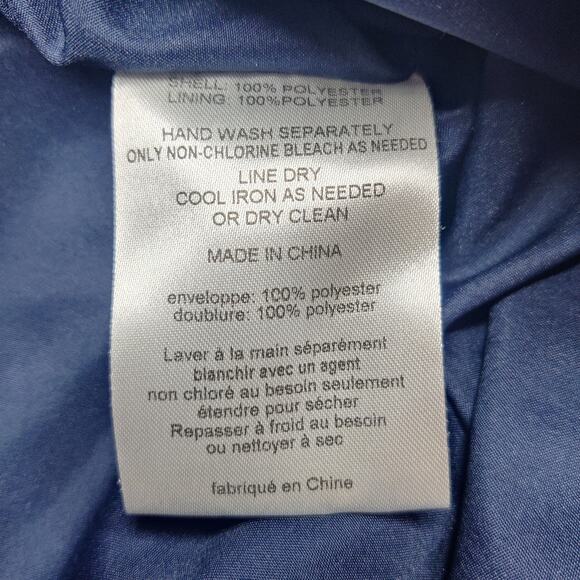 SHELL: 100% POLYESTER
LINING: 100%POLYESTER
HAND WASH SEPARATELY
ONLY NON-CHLORINE BLEACH AS NEEDED
LINE DRY
COOL IRON AS NEEDED
OR DRY CLEAN
MADE IN CHINA
enveloppe: 100% polyester
doublure: 100% polyester
Laver à la main séparément
blanchir avec un agent
non chloré au besoin seulement
étendre pour sécher
Repasser à froid au besoin
ou nettoyer à sec
fabriqué en Chine